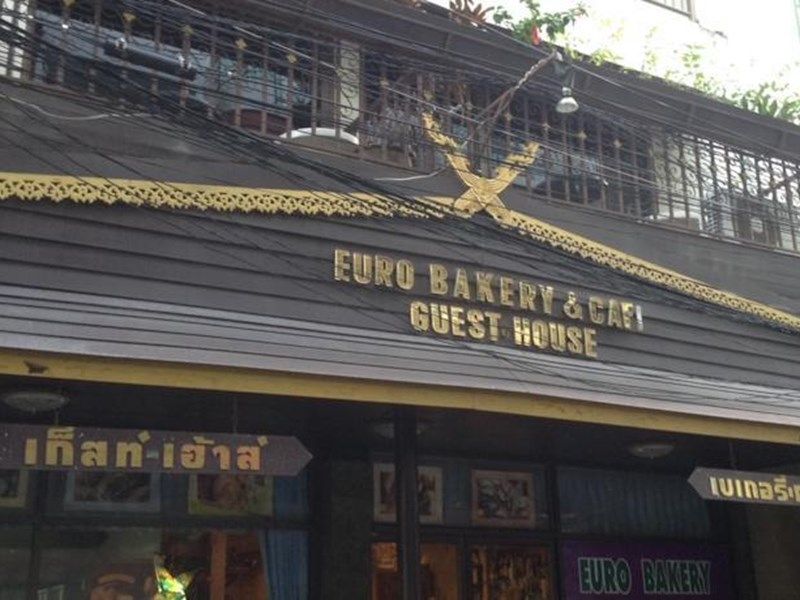 EURO BAKERY & CAF
GUEST HOUSE
เก็สท์ เฮ้าส์
เบเกอรี่
EURO BAKERY